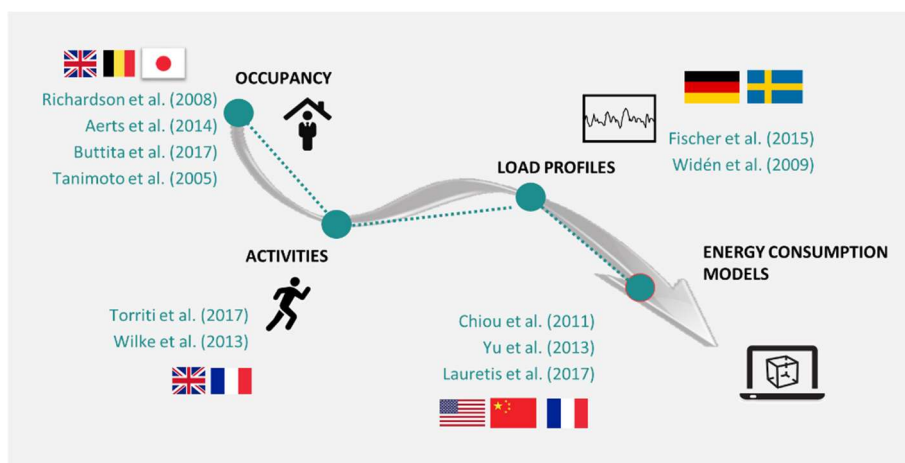 OCCUPANCY
Richardson et al. (2008)
Aerts et al. (2014)
Buttita et al. (2017)
Tanimoto et al. (2005)
ACTIVITIES
Torriti et al. (2017)
Wilke et al. (2013)
LOAD PROFILES
Fischer et al. (2015)
Widén et al. (2009)
ENERGY CONSUMPTION
MODELS
Chiou et al. (2011)
Yu et al. (2013)
Lauretis et al. (2017)